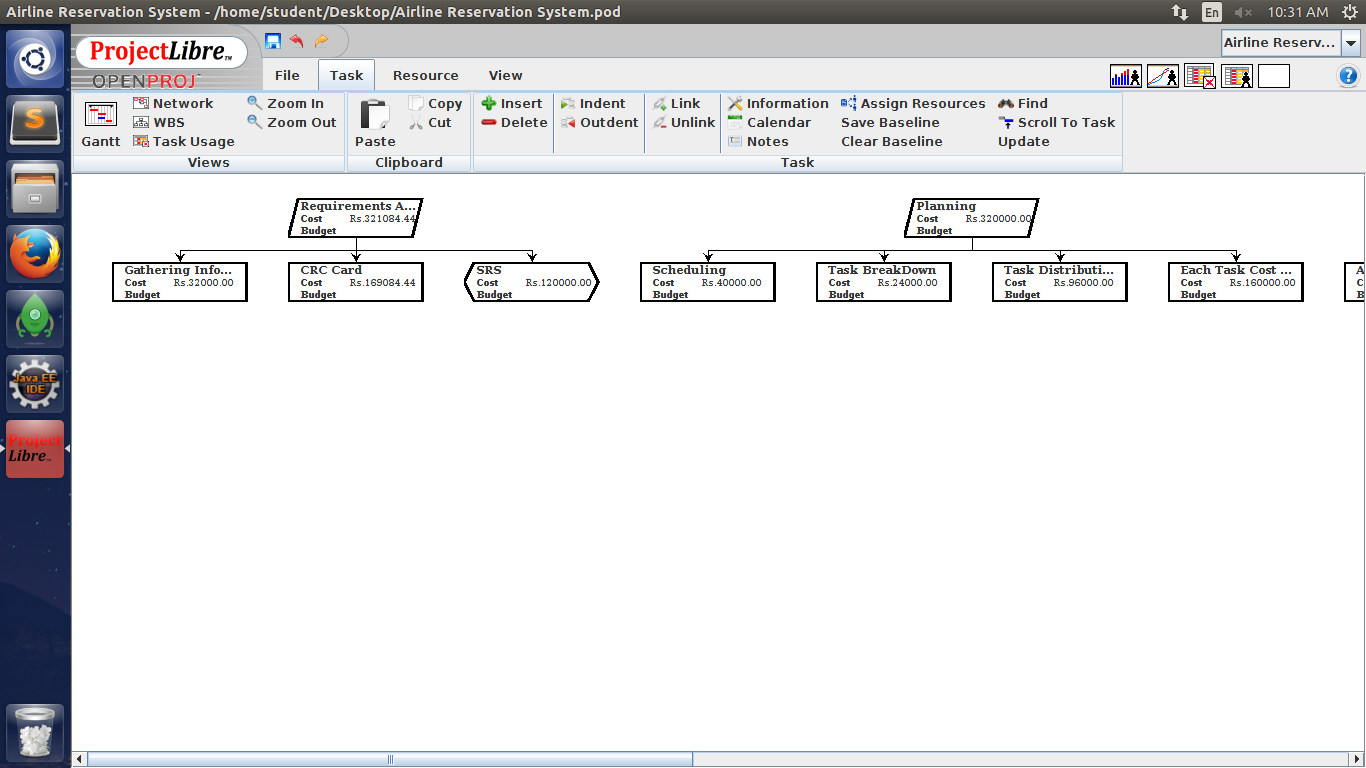 Airline Reservation System - /home/student/Desktop/Airline Reservation System.pod
En
10:31 AM
ProjectLibre™
OPENPROJ
Airline Reserv...
File Task Resource View
Gantt
Network
WBS
Task Usage
Zoom In
Zoom Out
Views
Paste
Copy
Cut
Clipboard
Insert
Delete
Indent
Outdent
Link
Unlink
Information
Calendar
Notes
Assign Resources
Save Baseline
Clear Baseline
Find
Scroll To Task
Update
Task
Requirements A...
Cost Rs.321084.44
Budget
Planning
Cost Rs.320000.00
Budget
Gathering Info...
Cost Rs.32000.00
Budget
CRC Card
Cost Rs.169084.44
Budget
SRS
Cost Rs.120000.00
Budget
Scheduling
Cost Rs.40000.00
Budget
Task BreakDown
Cost Rs.24000.00
Budget
Task Distributi...
Cost Rs.96000.00
Budget
Each Task Cost ...
Cost Rs.160000.00
Budget
S
Java EE
IDE
Project
Libre